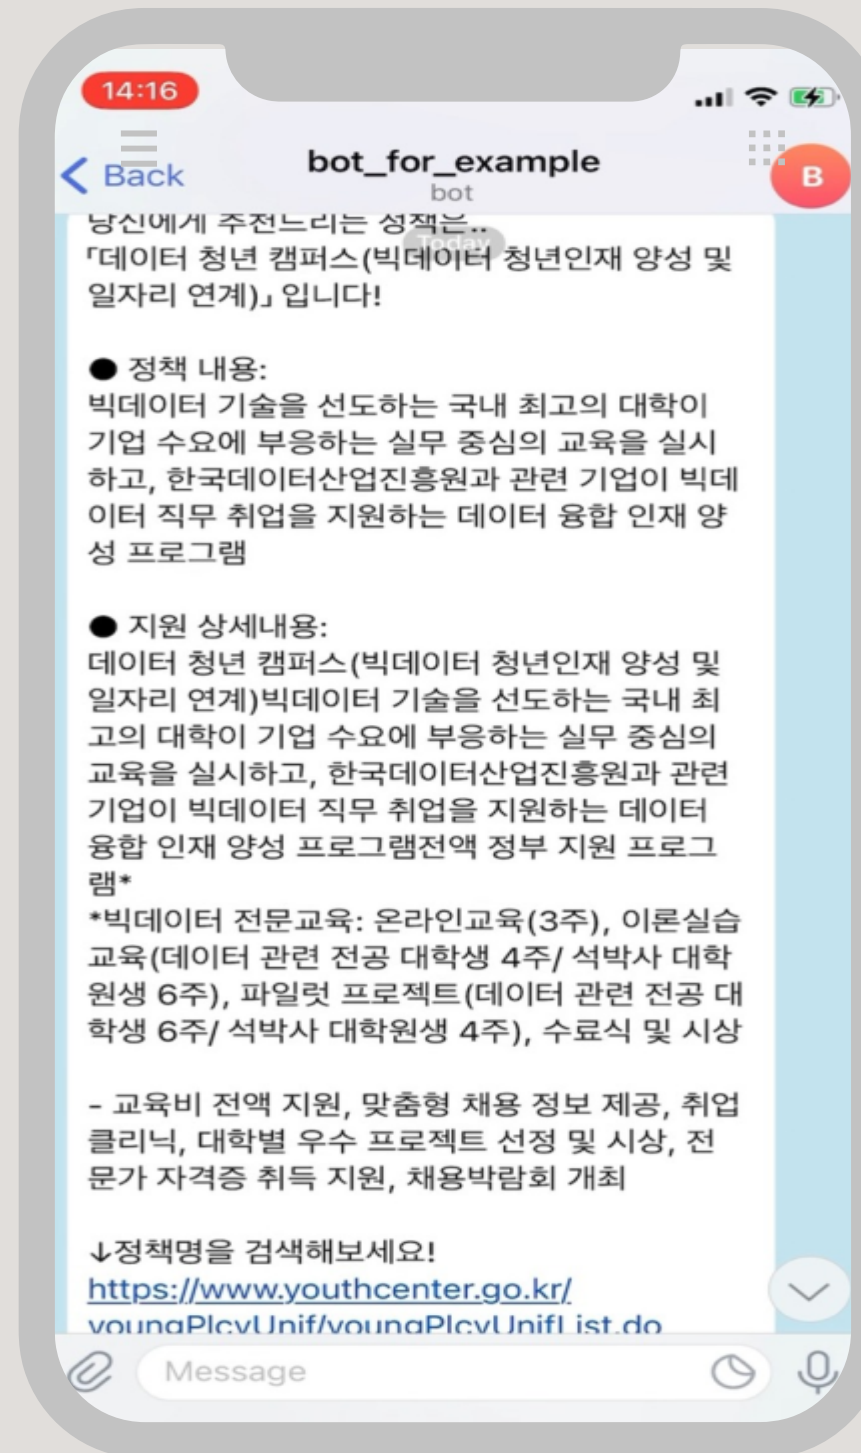 14:16
Back
bot_for_example
bot
B
당신에게 추천드리는 정책은..
Today
「데이터 청년 캠퍼스(빅데이터 청년인재 양성 및
일자리 연계)」 입니다!
● 정책 내용:
빅데이터 기술을 선도하는 국내 최고의 대학이
기업 수요에 부응하는 실무 중심의 교육을 실시
하고, 한국데이터산업진흥원과 관련 기업이 빅데
이터 직무 취업을 지원하는 데이터 융합 인재 양
성 프로그램
● 지원 상세내용:
데이터 청년 캠퍼스(빅데이터 청년인재 양성 및
일자리 연계)빅데이터 기술을 선도하는 국내 최
고의 대학이 기업 수요에 부응하는 실무 중심의
교육을 실시하고, 한국데이터산업진흥원과 관련
기업이 빅데이터 직무 취업을 지원하는 데이터
융합 인재 양성 프로그램전액 정부 지원 프로그
램*
*빅데이터 전문교육: 온라인교육(3주), 이론실습
교육(데이터 관련 전공 대학생 4주/ 석박사 대학
원생 6주), 파일럿 프로젝트(데이터 관련 전공 대
학생 6주/ 석박사 대학원생 4주), 수료식 및 시상
- 교육비 전액 지원, 맞춤형 채용 정보 제공, 취업
클리닉, 대학별 우수 프로젝트 선정 및 시상, 전
문가 자격증 취득 지원, 채용박람회 개최
↓정책명을 검색해보세요!
https://www.youthcenter.go.kr/
youngPlcyUnif/youngPlcyUnifList.do
Message